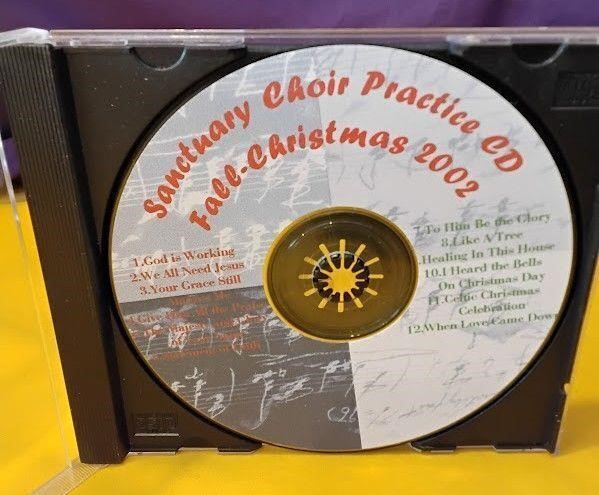 Sanctuary Choir Practice CD
Fall-Christmas 2002
1.God is Working
2.We All Need Jesus
3.Your Grace Still
7.To Him Be the Glory
8.Like A Tree
.Healing In This House
10.I Heard the Bells
On Christmas Day
11.Celtic Christmas
Celebration
12.When Love Came Down